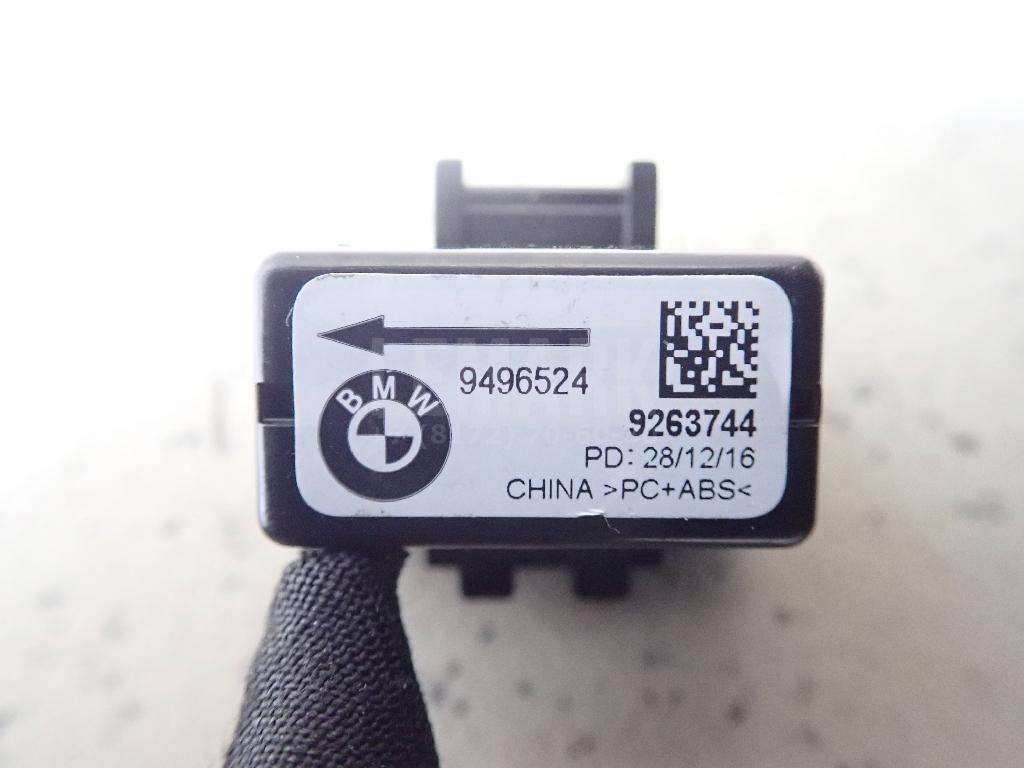 9496524
BMW
9263744
PD: 28/12/16
CHINA >PC+ABS<